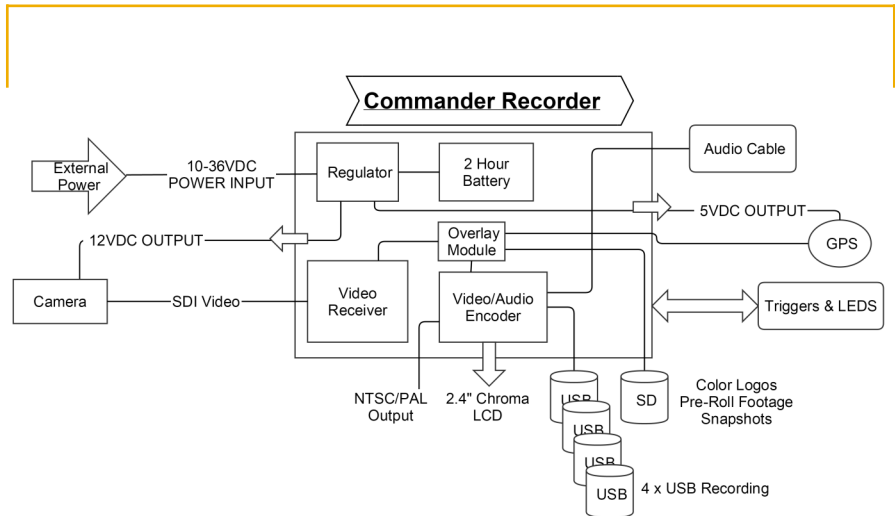 Commander Recorder
External
Power
10-36VDC
POWER INPUT
Regulator
2 Hour
Battery
Audio Cable
5VDC OUTPUT
12VDC OUTPUT
Overlay
Module
GPS
Camera
SDI Video
Video
Receiver
Video/Audio
Encoder
Triggers & LEDS
NTSC/PAL
Output
2.4" Chroma
LCD
USB
USB
USB
USB
SD
Color Logos
Pre-Roll Footage
Snapshots
4 x USB Recording